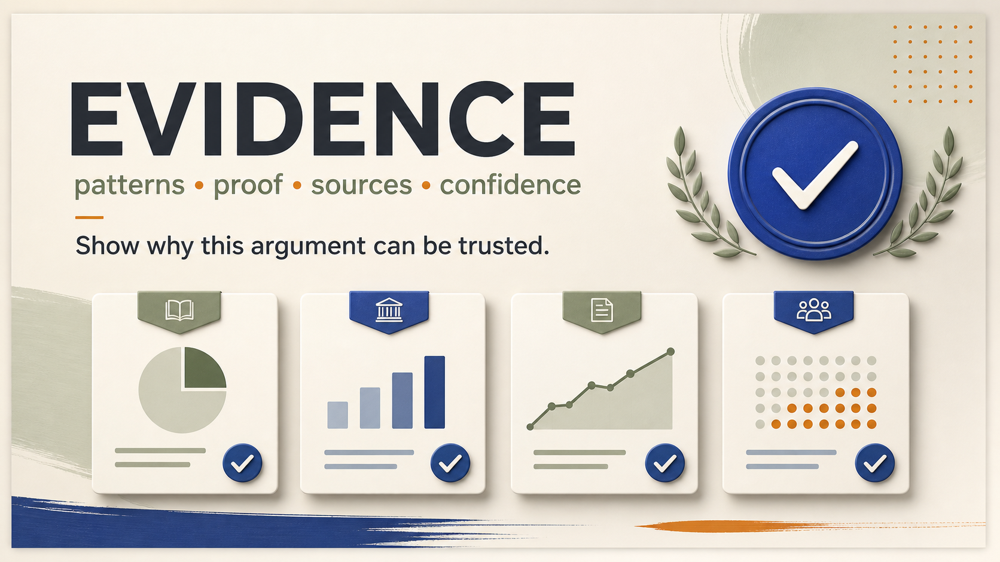 EVIDENCE
patterns • proof • sources • confidence
Show why this argument can be trusted.